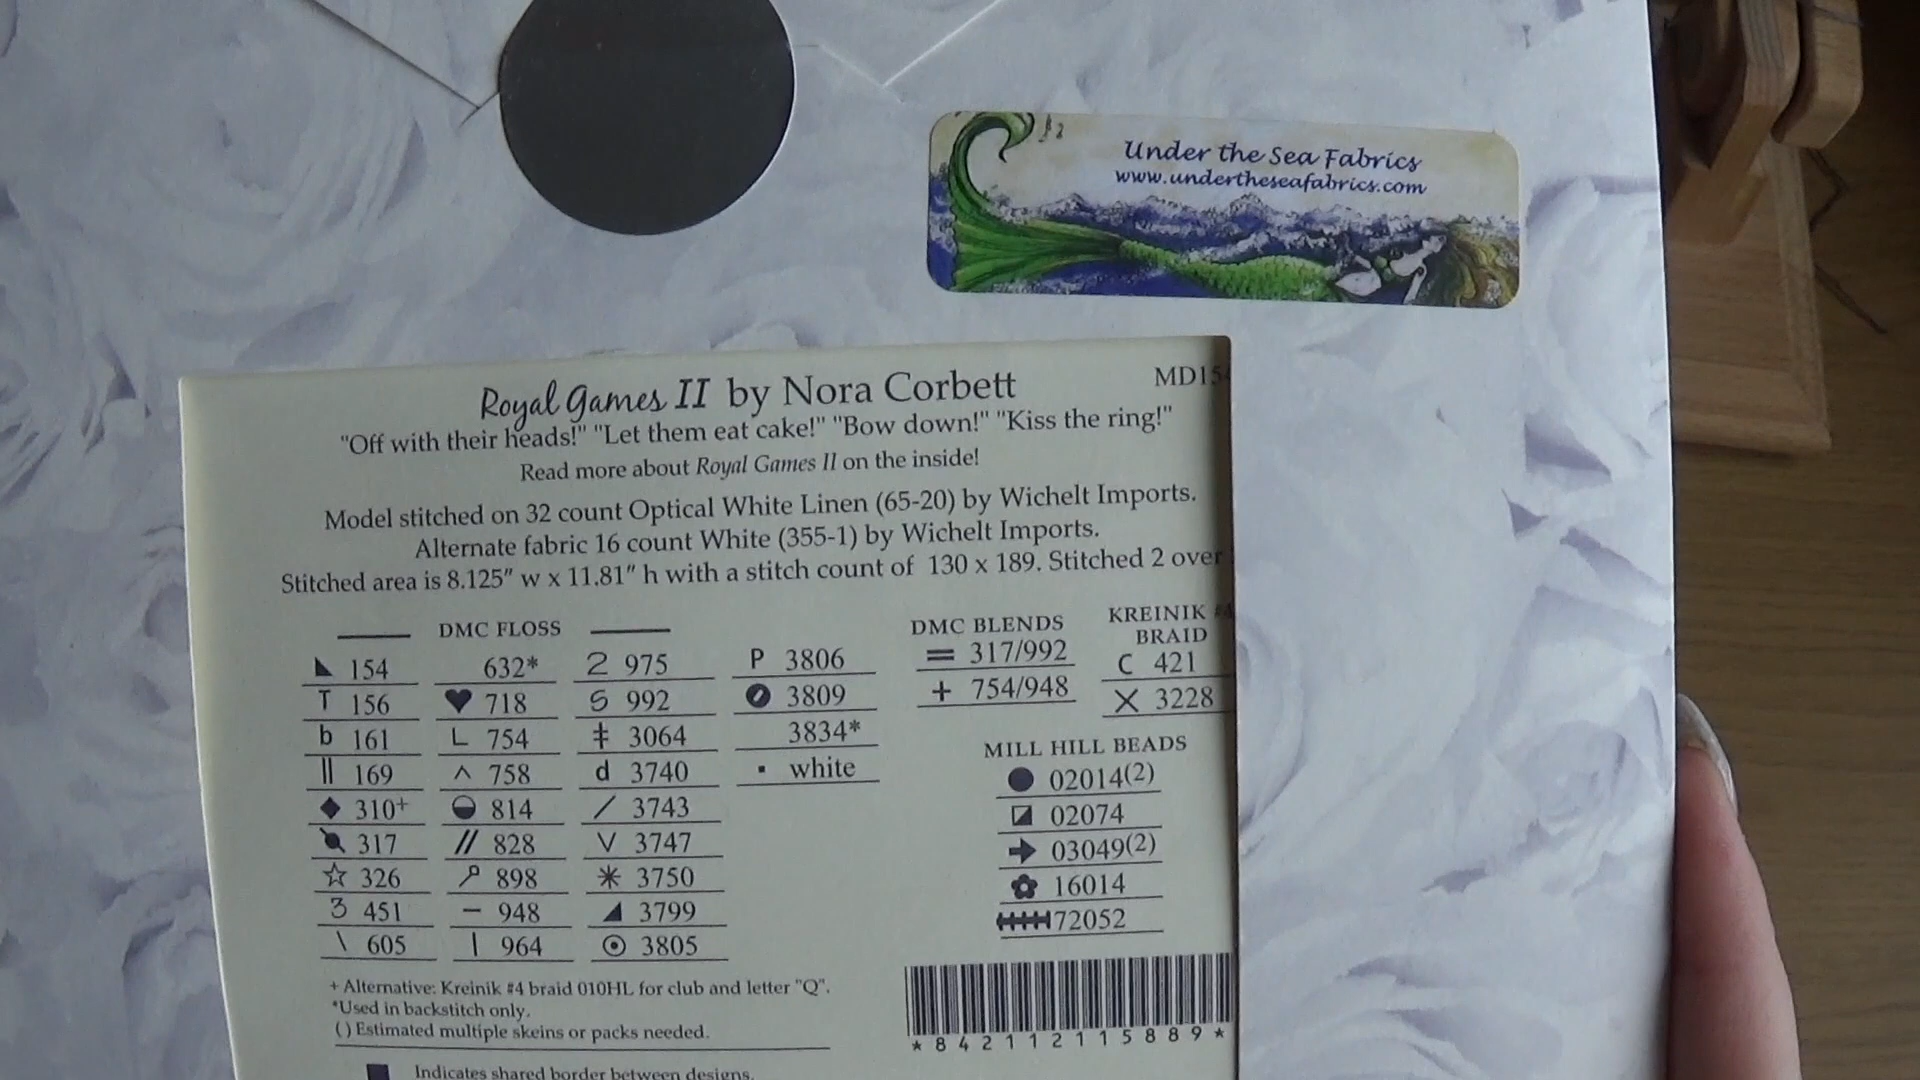 Under the Sea Fabrics
www.undertheseafabrics.com
Royal Games II by Nora Corbett
MD15
"Off with their heads!" "Let them eat cake!" "Bow down!" "Kiss the ring!"
Read more about Royal Games II on the inside!
Model stitched on 32 count Optical White Linen (65-20) by Wichelt Imports.
Alternate fabric 16 count White (355-1) by Wichelt Imports.
Stitched area is 8.125" w x 11.81" h with a stitch count of 130 x 189. Stitched 2 over
DMC FLOSS
154
T 156
b 161
|| 169
◆ 310+
317
☆ 326
3 451
\ 605
632*
♥ 718
L 754
^ 758
814
// 828
898
− 948
| 964
2 975
5 992
‡ 3064
d 3740
/ 3743
V 3747
* 3750
◢ 3799
⊙ 3805
P 3806
3809
3834*
▪ white
DMC BLENDS
= 317/992
+ 754/948
KREINIK #4
BRAID
C 421
X 3228
MILL HILL BEADS
● 02014(2)
02074
➔ 03049(2)
16014
72052
+ Alternative: Kreinik #4 braid 010HL for club and letter "Q".
*Used in backstitch only.
( ) Estimated multiple skeins or packs needed.
*842112115889*
■ Indicates shared border between designs.